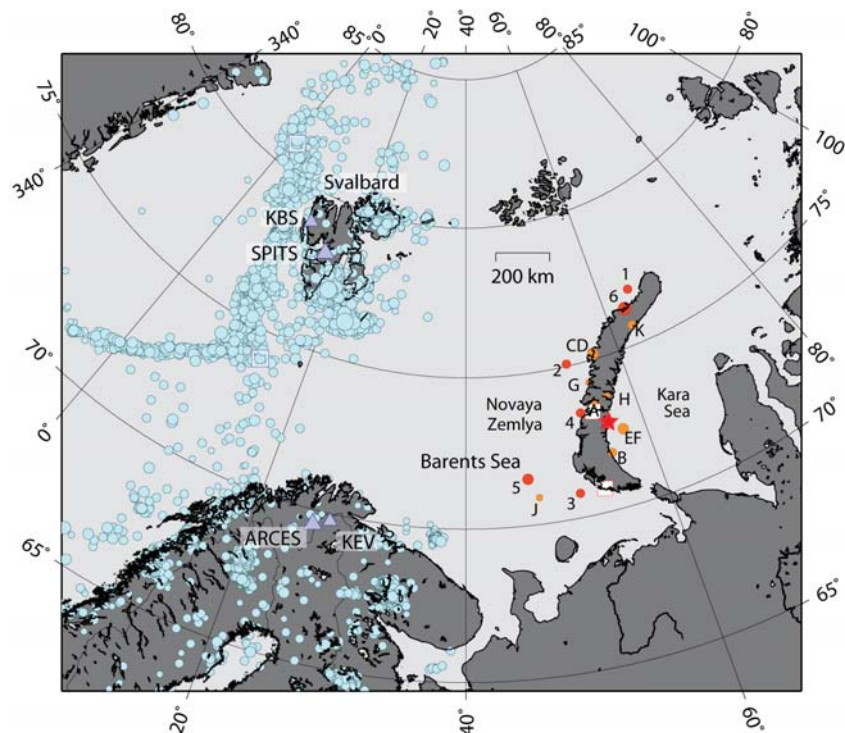 80°
340°
85°
0°
20°
40°
60°
85°
100°
80°
75°
340°
100
75°
70°
0°
65°
80°
70°
65°
20°
40°
60°
Svalbard
KBS
SPITS
200 km
1
6
K
CD
2
G
H
Novaya
Zemlya
Kara
Sea
4
A
EF
B
Barents Sea
5
J
3
ARCES
KEV